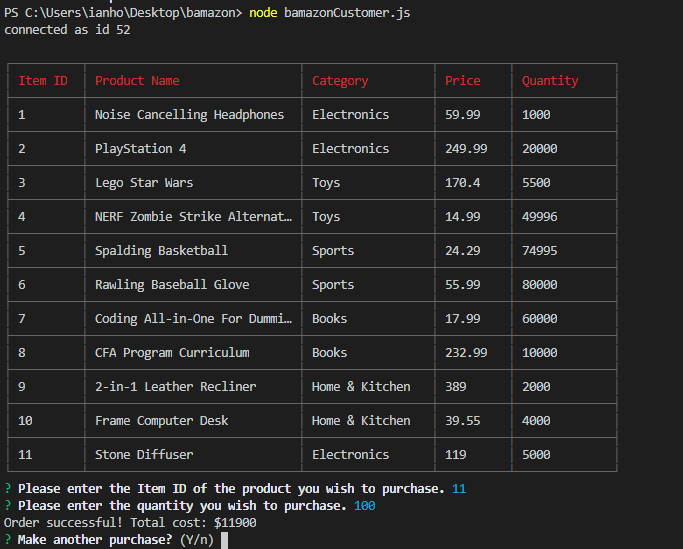 PS C:\Users\ianho\Desktop\bamazon> node bamazonCustomer.js
connected as id 52
Item ID Product Name Category Price Quantity
1 Noise Cancelling Headphones Electronics 59.99 1000
2 PlayStation 4 Electronics 249.99 20000
3 Lego Star Wars Toys 170.4 5500
4 NERF Zombie Strike Alternat… Toys 14.99 49996
5 Spalding Basketball Sports 24.29 74995
6 Rawling Baseball Glove Sports 55.99 80000
7 Coding All-in-One For Dummi… Books 17.99 60000
8 CFA Program Curriculum Books 232.99 10000
9 2-in-1 Leather Recliner Home & Kitchen 389 2000
10 Frame Computer Desk Home & Kitchen 39.55 4000
11 Stone Diffuser Electronics 119 5000
? Please enter the Item ID of the product you wish to purchase. 11
? Please enter the quantity you wish to purchase. 100
Order successful! Total cost: $11900
? Make another purchase? (Y/n)